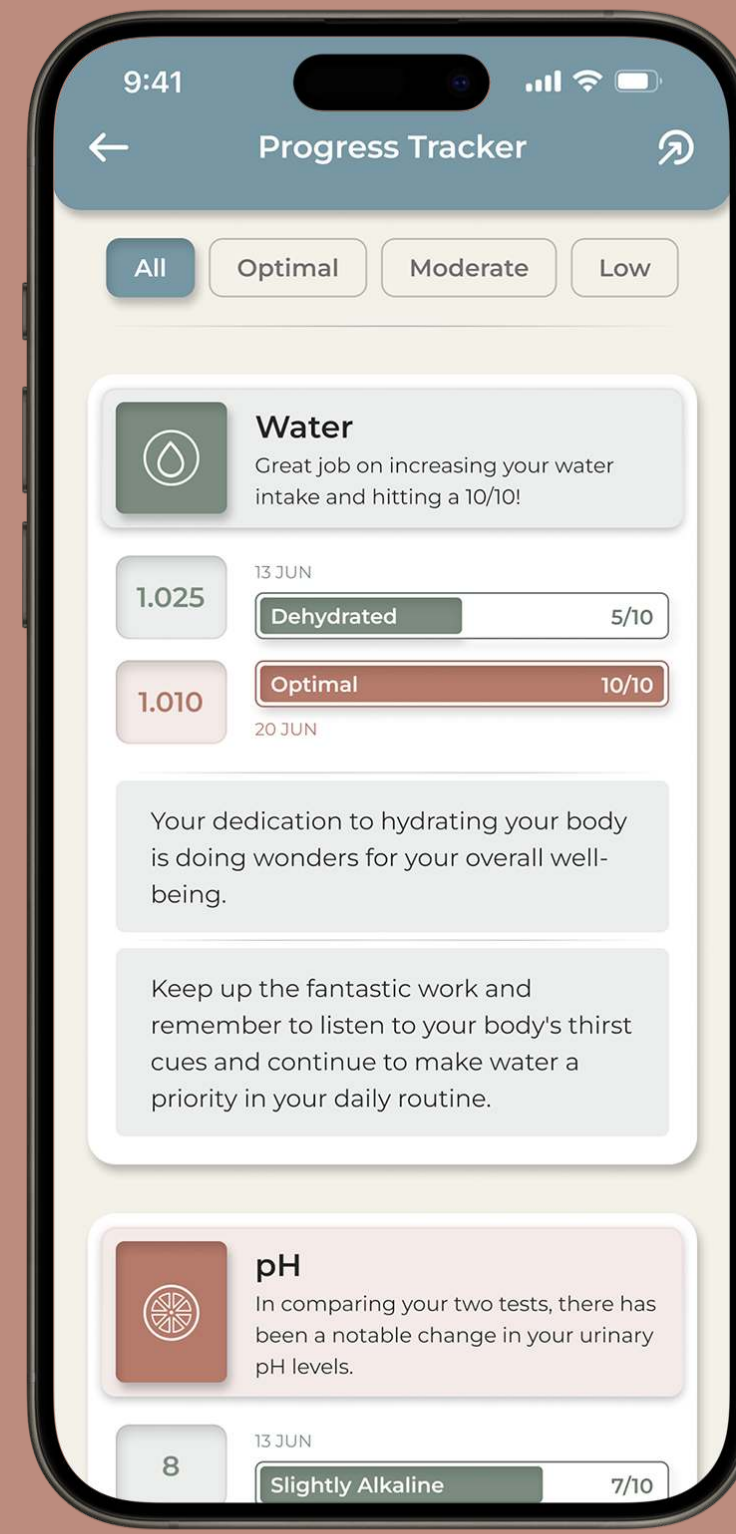 9:41
Progress Tracker
All Optimal Moderate Low
Water
Great job on increasing your water
intake and hitting a 10/10!
13 JUN
1.025
Dehydrated 5/10
1.010
Optimal 10/10
20 JUN
Your dedication to hydrating your body
is doing wonders for your overall well-
being.
Keep up the fantastic work and
remember to listen to your body's thirst
cues and continue to make water a
priority in your daily routine.
pH
In comparing your two tests, there has
been a notable change in your urinary
pH levels.
13 JUN
8
Slightly Alkaline 7/10